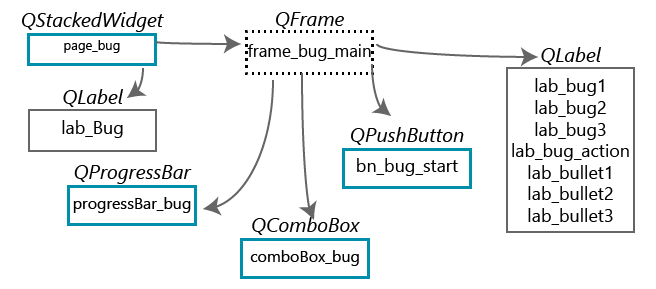 QStackedWidget
page_bug
QFrame
frame_bug_main
QLabel
lab_bug1
lab_bug2
lab_bug3
lab_bug_action
lab_bullet1
lab_bullet2
lab_bullet3
QLabel
lab_Bug
QPushButton
bn_bug_start
QProgressBar
progressBar_bug
QComboBox
comboBox_bug